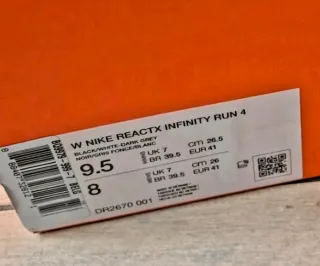 W NIKE REACTX INFINITY RUN 4
BLACK/WHITE-DARK GREY
NOIR/GRIS FONCE/BLANC
9.5
UK 7
CM 26.5
BR 39.5
EUR 41
8
UK 7
CM 26
BR 39.5
EUR 41
DR2670 001